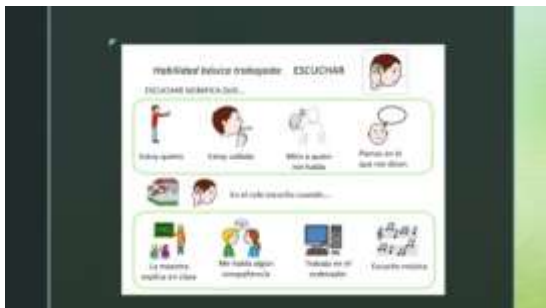 Habilidad básica trabajada: ESCUCHAR
ESCUCHAR SIGNIFICA QUE...
Estoy quieto
Estoy callado
Miro a quien
me habla
Pienso en lo
que nos dicen
En el cole escucho cuando...
La maestra
explica en clase
Me habla algún
compañero/a
Trabajo en el
ordenador
Escucho música